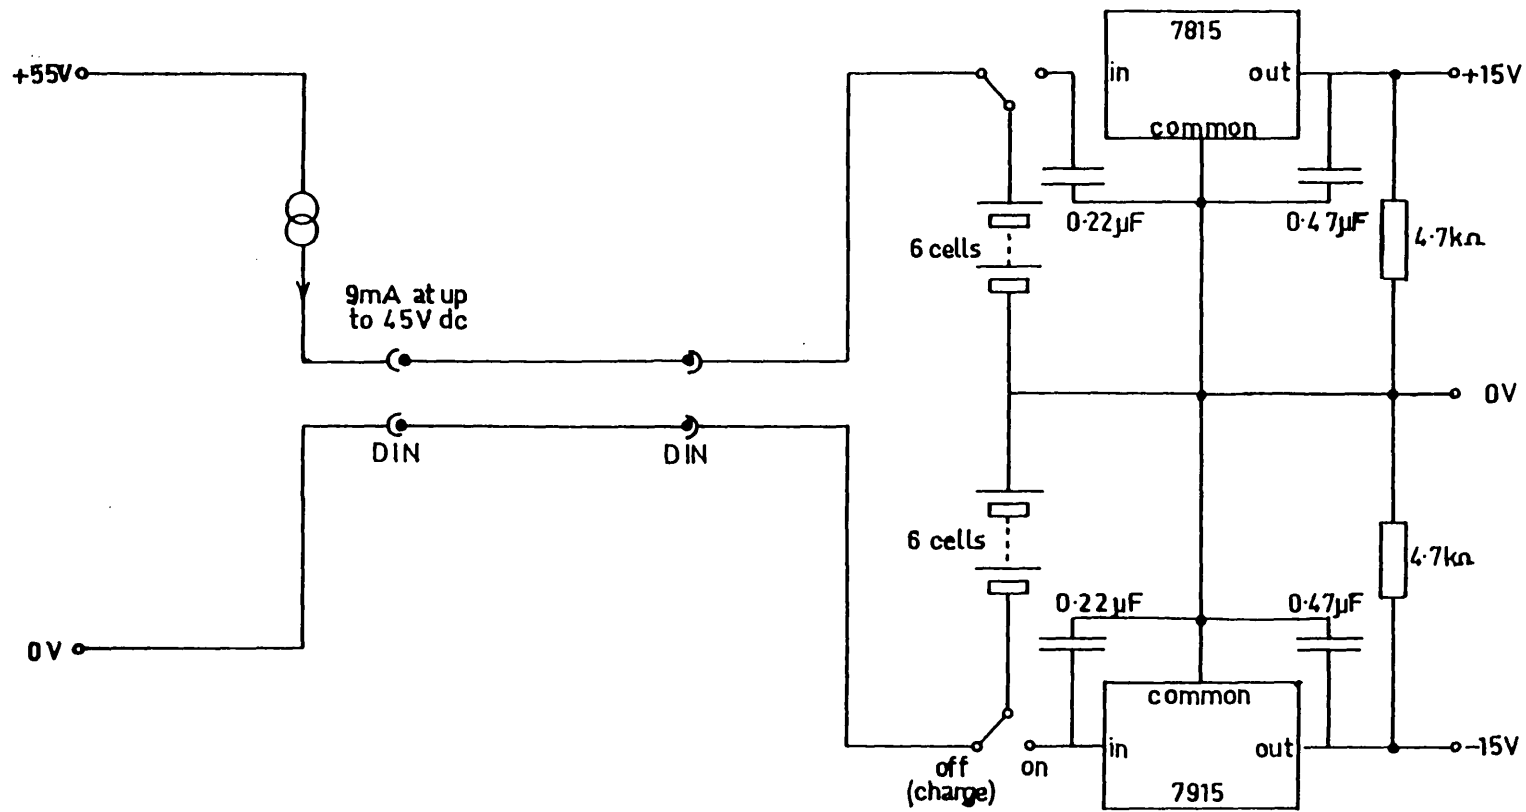 7815
+55V
in
out
+15V
common
0.22µF
0.47µF
4.7kΩ
6 cells
9mA at up
to 45V dc
0V
DIN
DIN
6 cells
4.7kΩ
0.22µF
0.47µF
0V
common
in
out
-15V
off
(charge)
on
7915